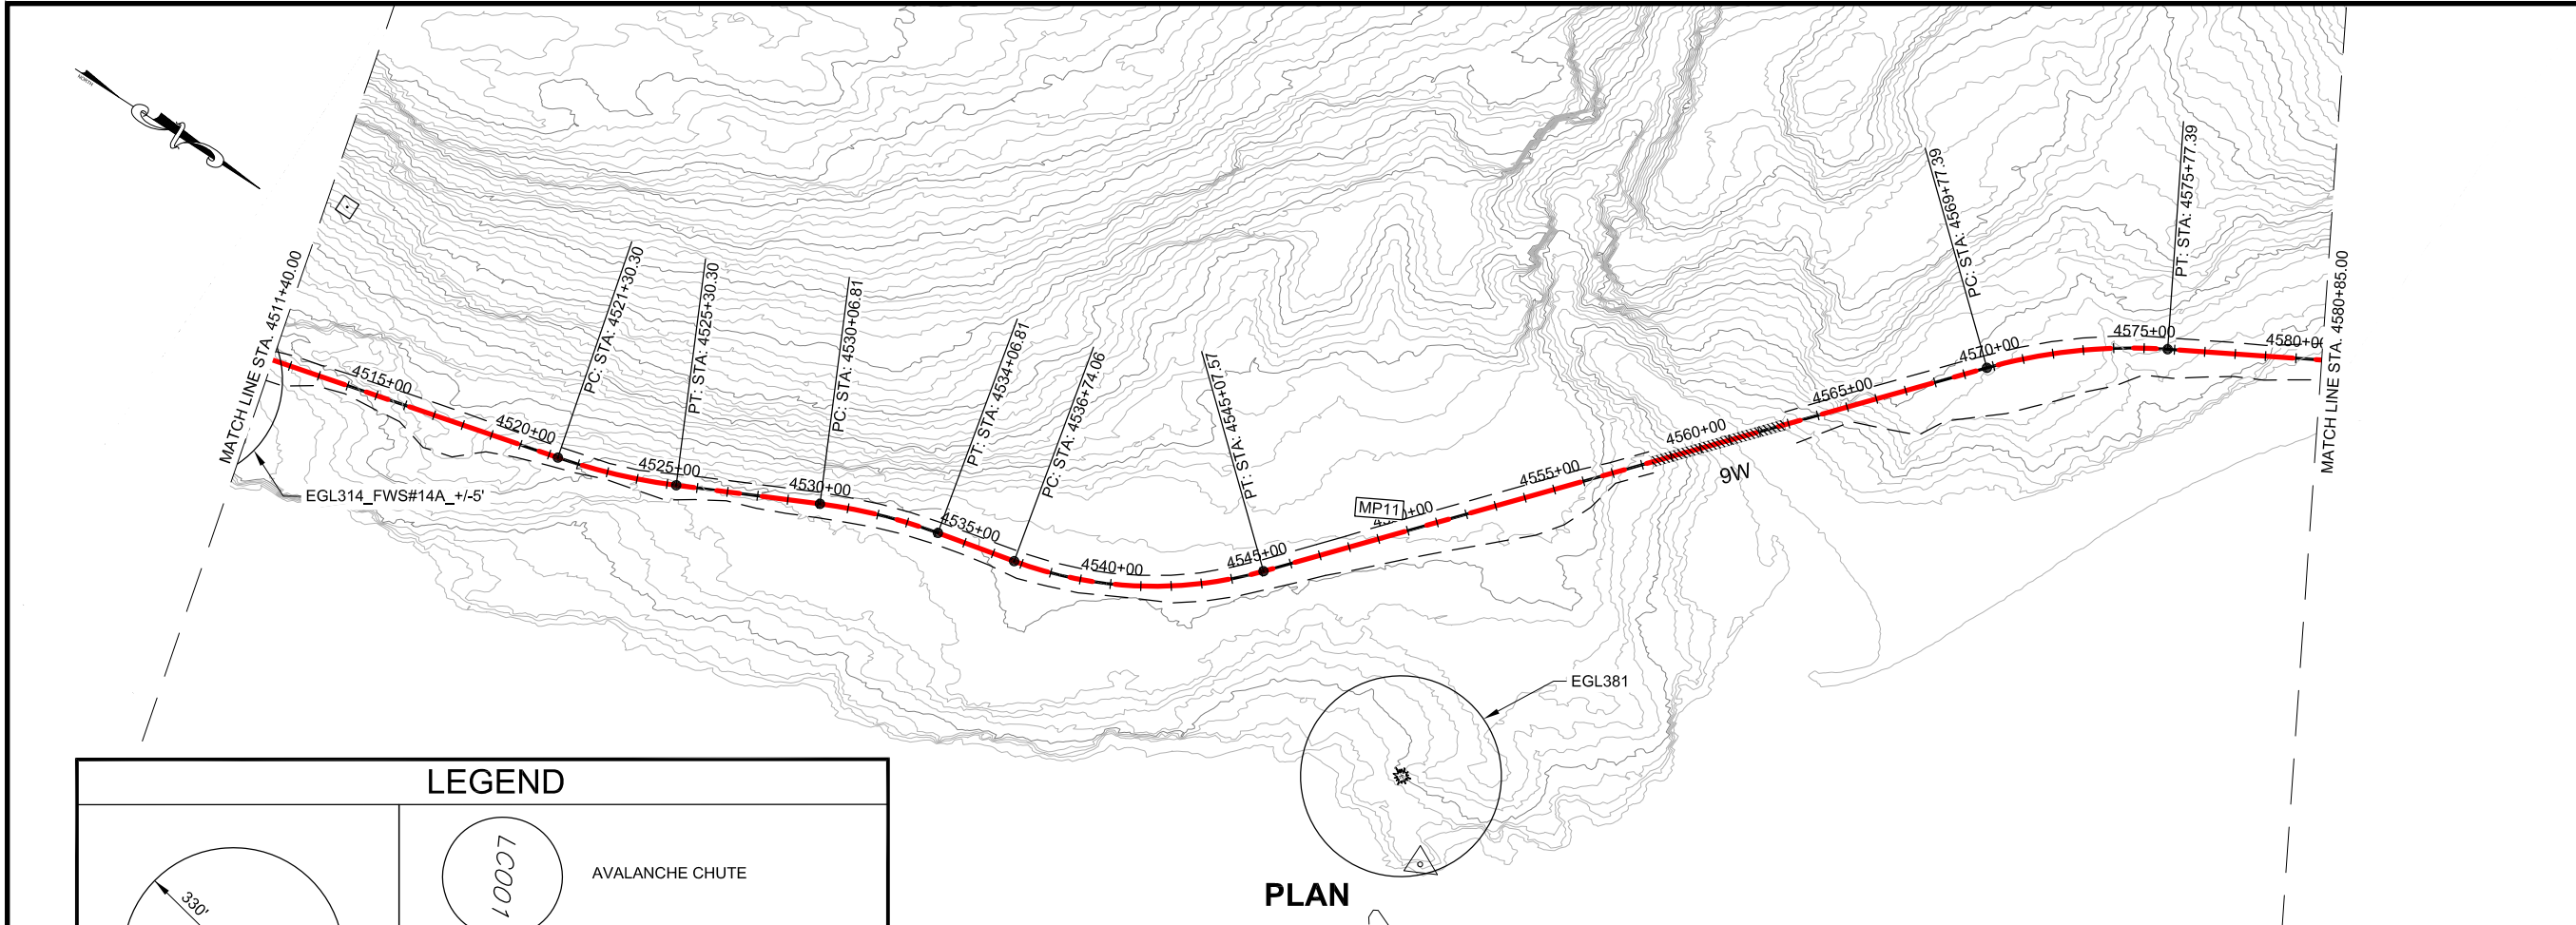 NORTH
MATCH LINE STA. 4511+40.00
4515+00
4520+00
PC: STA: 4521+30.30
4525+00
PT: STA: 4525+30.30
4530+00
PC: STA: 4530+06.81
PT: STA: 4534+06.81
4535+00
PC: STA: 4536+74.06
4540+00
4545+00
PT: STA: 4545+07.57
MP11
4555+00
4560+00
9W
4565+00
PC: STA: 4569+77.39
4570+00
4575+00
PT: STA: 4575+77.39
4580+00
MATCH LINE STA. 4580+85.00
EGL314_FWS#14A_+/-5'
EGL381
LEGEND
330'
LC001
AVALANCHE CHUTE
PLAN